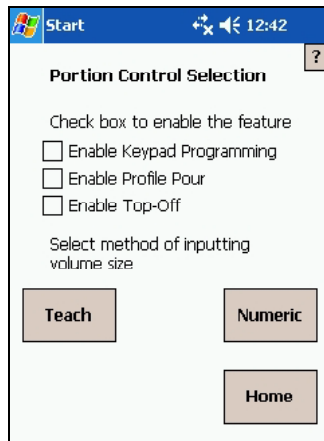 Start 12:42
?
Portion Control Selection
Check box to enable the feature
Enable Keypad Programming
Enable Profile Pour
Enable Top-Off
Select method of inputting
volume size
Teach Numeric
Home